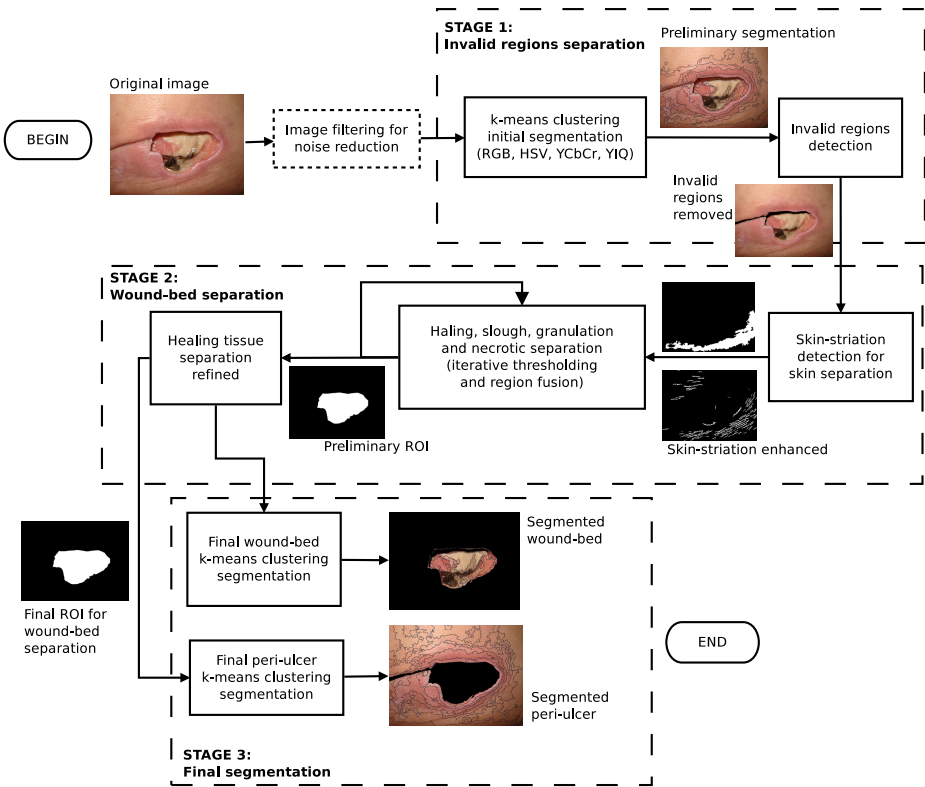 STAGE 1:
Invalid regions separation
Preliminary segmentation
Original image
BEGIN
Image filtering for
noise reduction
k-means clustering
initial segmentation
(RGB, HSV, YCbCr, YIQ)
Invalid regions
detection
Invalid
regions
removed
STAGE 2:
Wound-bed separation
Healing tissue
separation
refined
Haling, slough, granulation
and necrotic separation
(iterative thresholding
and region fusion)
Skin-striation
detection for
skin separation
Preliminary ROI
Skin-striation enhanced
Final wound-bed
k-means clustering
segmentation
Segmented
wound-bed
Final ROI for
wound-bed
separation
END
Final peri-ulcer
k-means clustering
segmentation
Segmented
peri-ulcer
STAGE 3:
Final segmentation